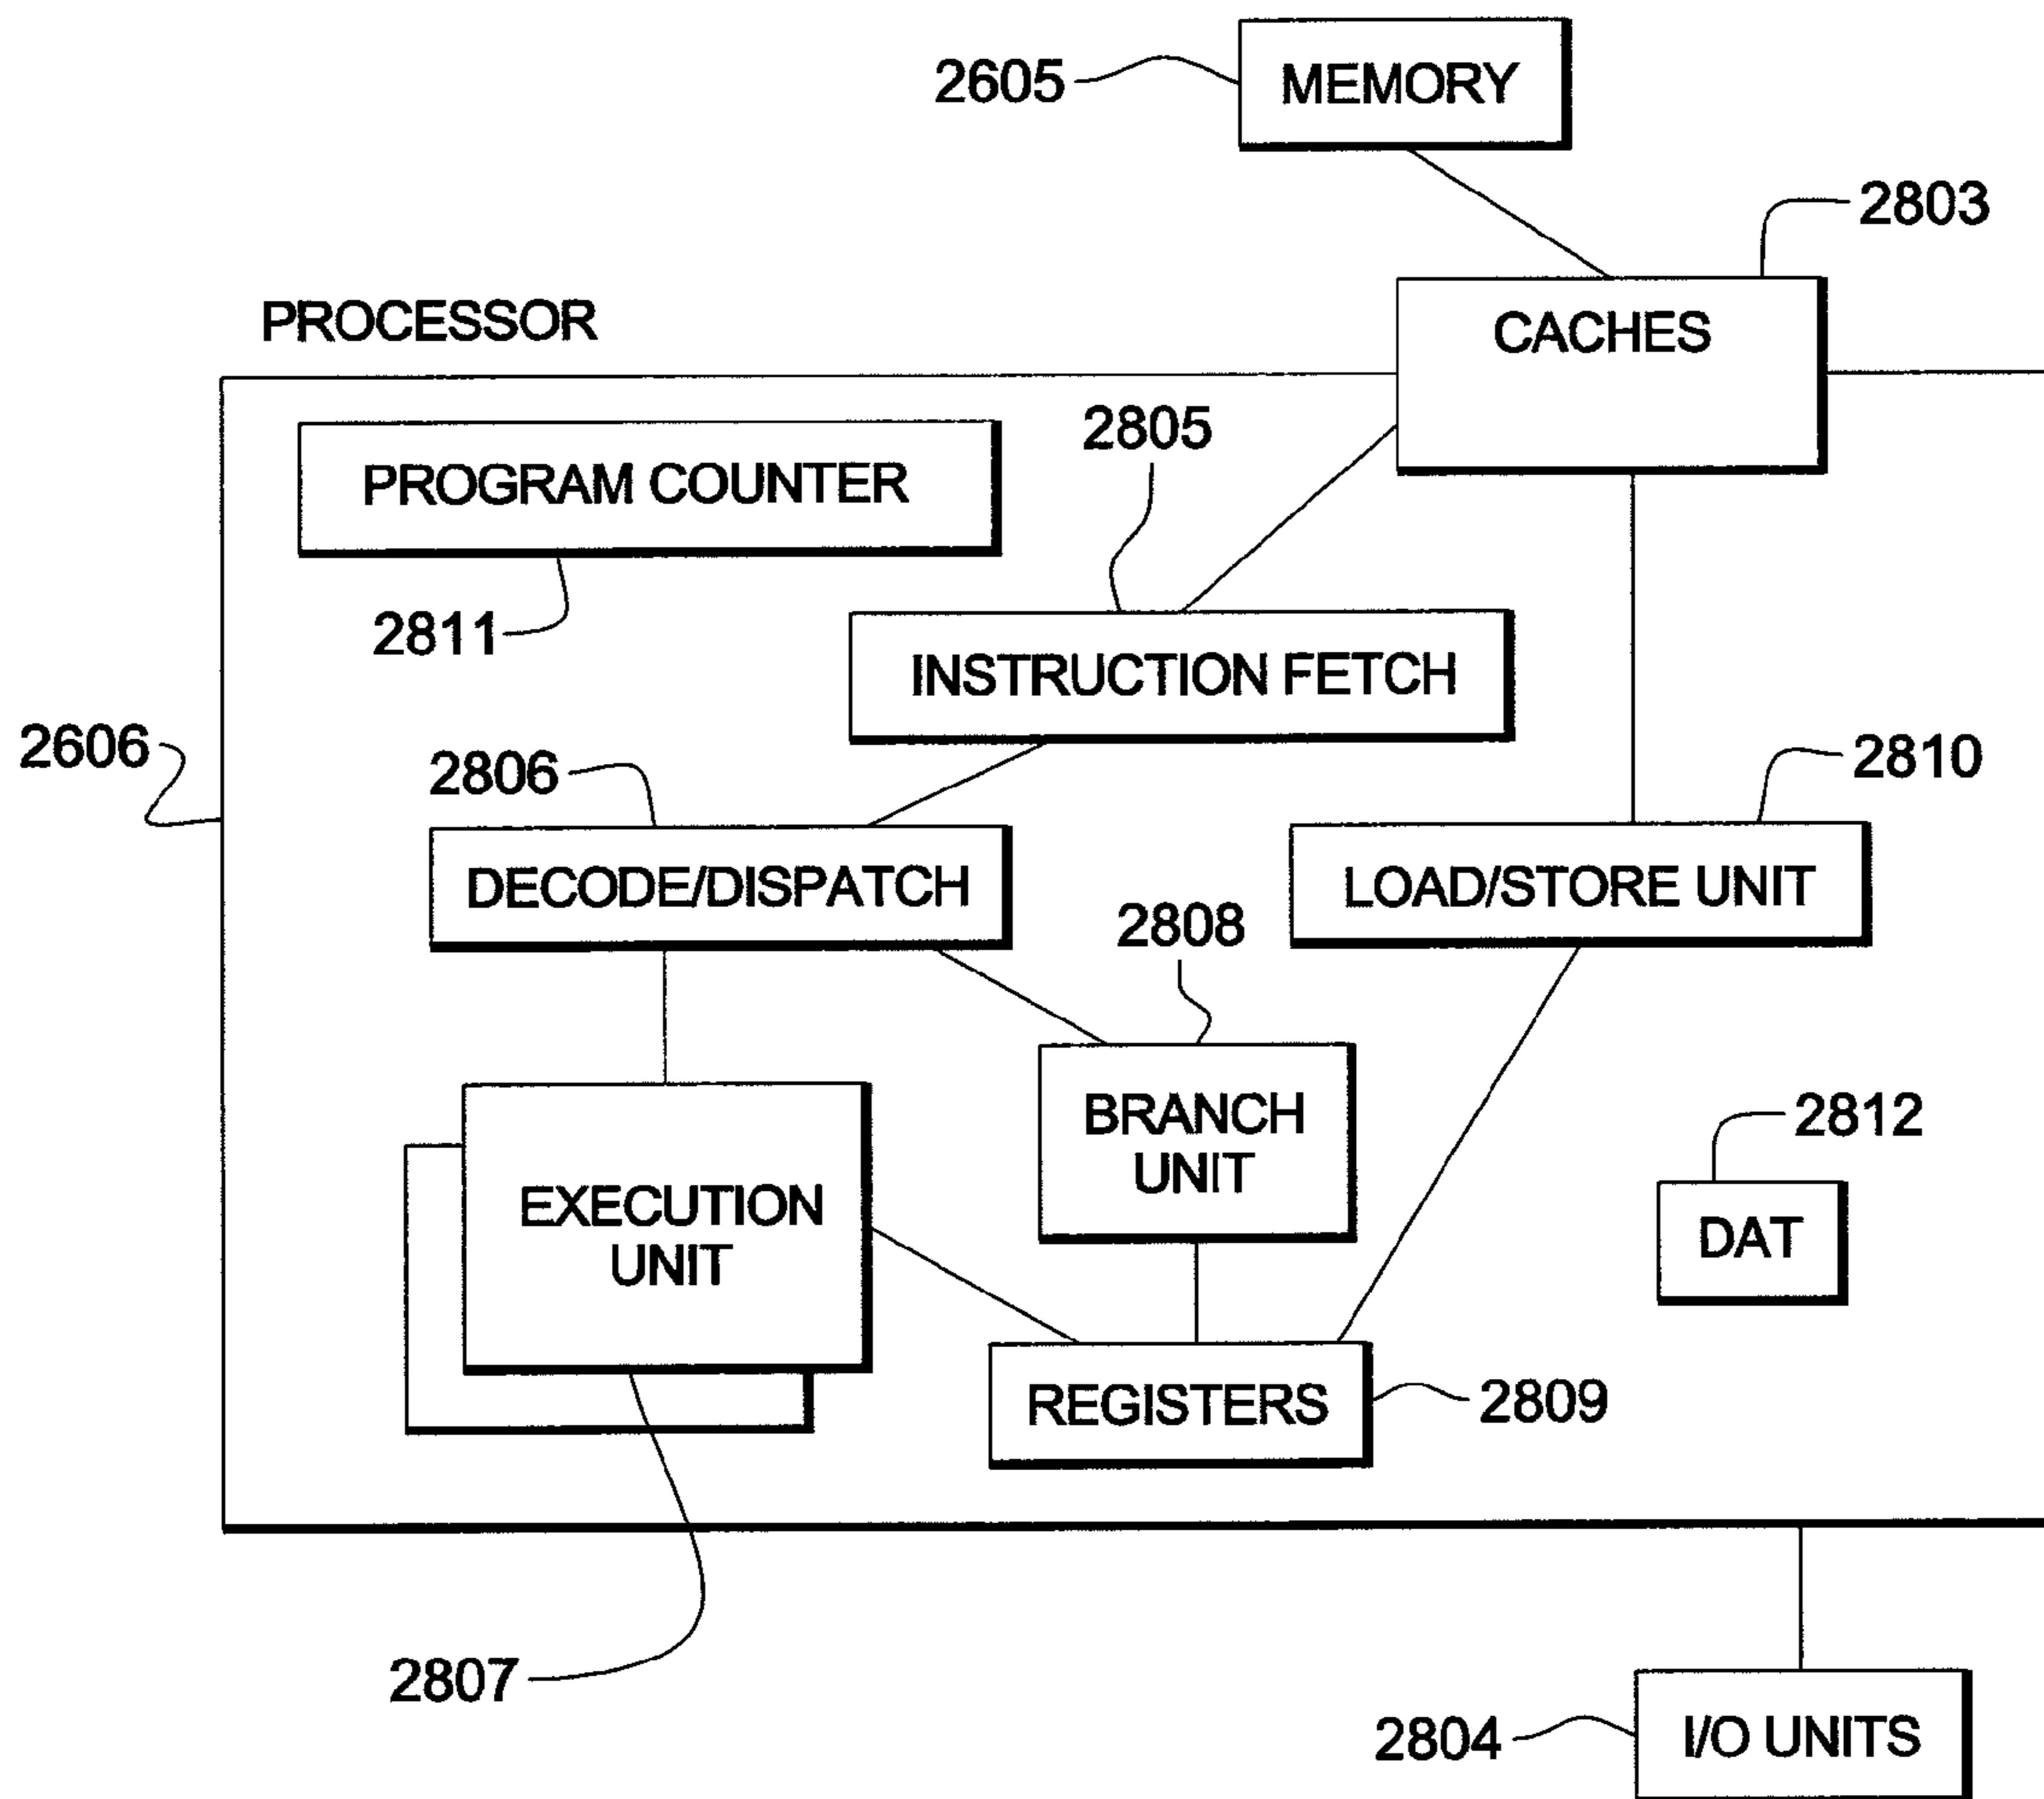 MEMORY
2605
2803
CACHES
PROCESSOR
2805
PROGRAM COUNTER
2811
INSTRUCTION FETCH
2606
2806
2810
DECODE/DISPATCH
LOAD/STORE UNIT
2808
BRANCH
UNIT
2812
EXECUTION
UNIT
DAT
REGISTERS
2809
2807
2804
I/O UNITS